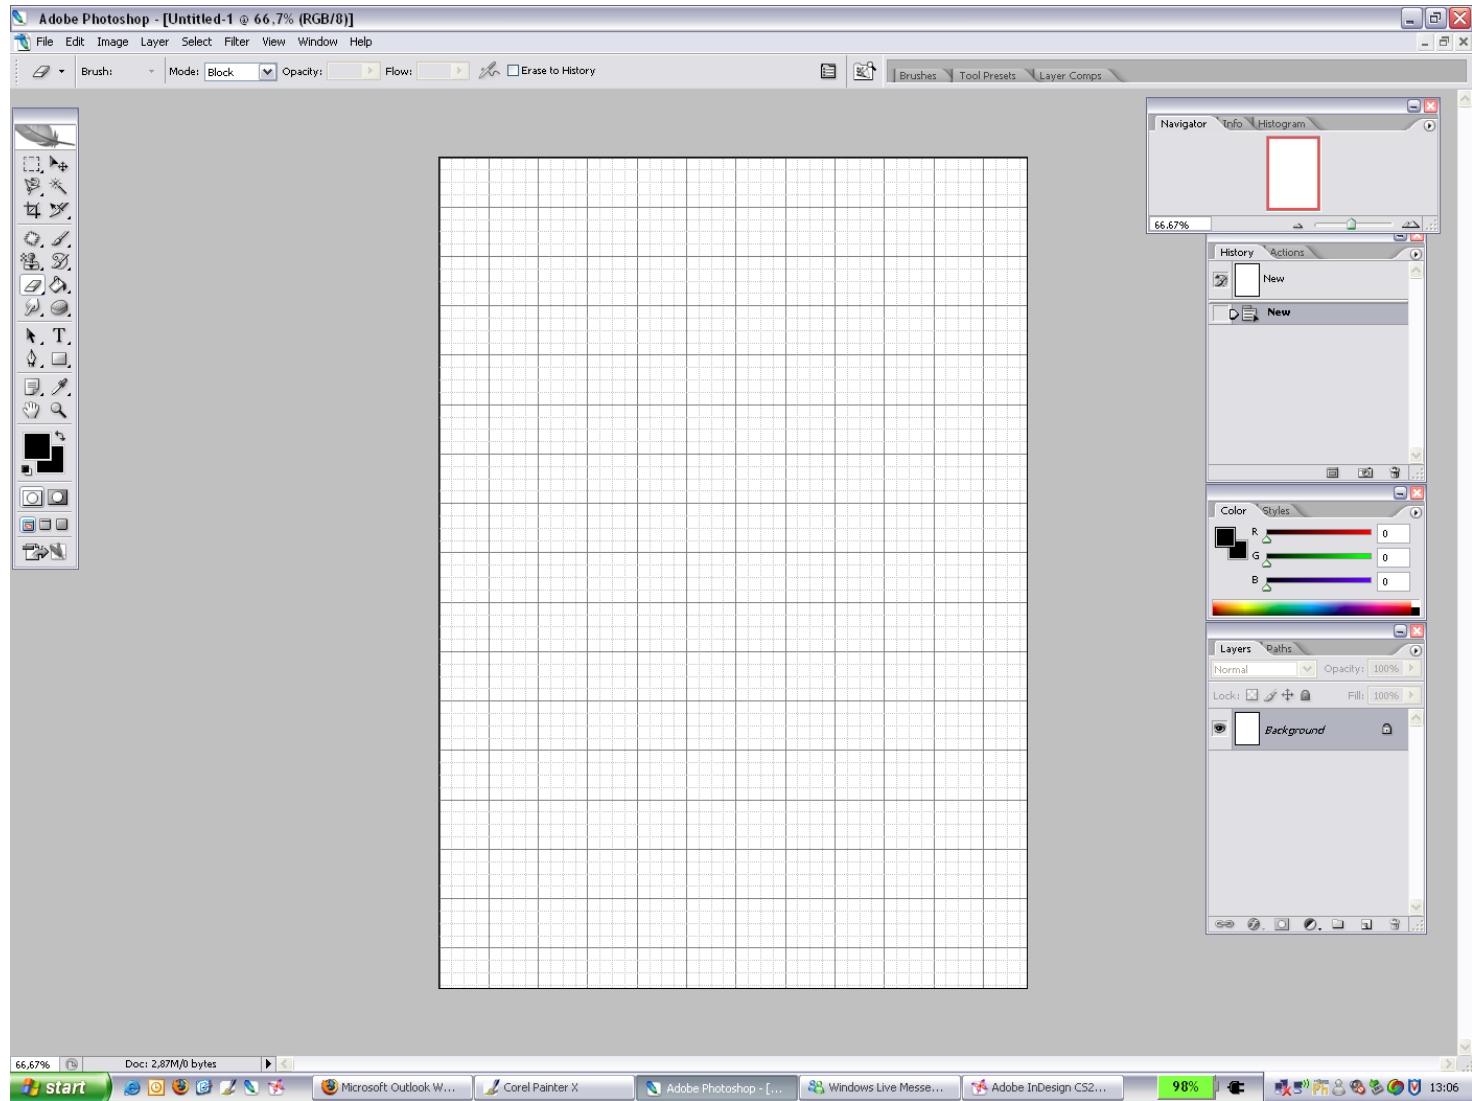 Adobe Photoshop - [Untitled-1 @ 66,7% (RGB/8)]
File Edit Image Layer Select Filter View Window Help
Brush: Mode: Block Opacity: Flow: Erase to History
Brushes Tool Presets Layer Comps
Navigator Info Histogram
66.67%
History Actions
New
New
Color Styles
R 0
G 0
B 0
Layers Paths
Normal Opacity: 100%
Lock: Fill: 100%
Background
66,67% Doc: 2,87M/0 bytes
start Microsoft Outlook W... Corel Painter X Adobe Photoshop - [... Windows Live Messe... Adobe InDesign CS2... 98% 13:06